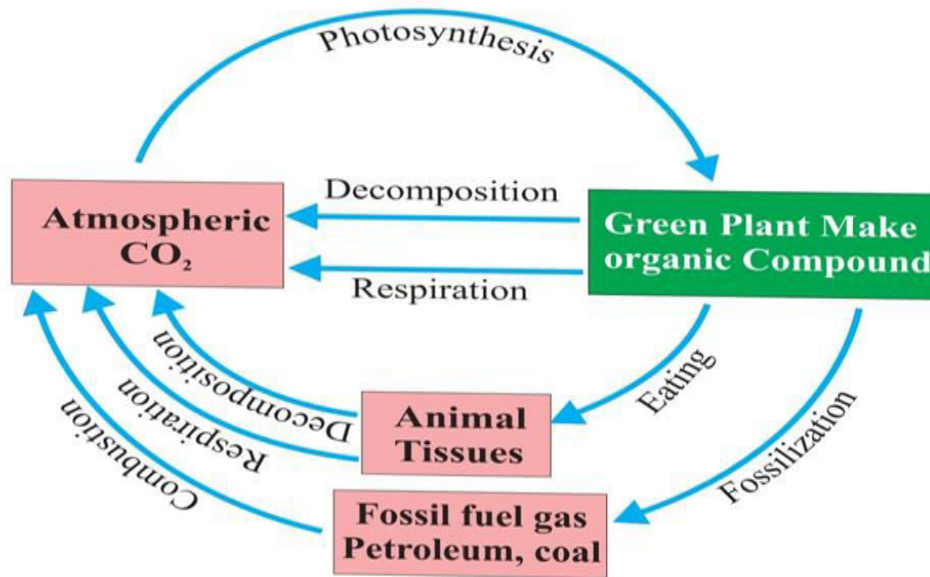 Photosynthesis
Decomposition
Atmospheric
CO₂
Green Plant Make
organic Compound
Respiration
Decomposition
Respiration
Combustion
Eating
Fossilization
Animal
Tissues
Fossil fuel gas
Petroleum, coal